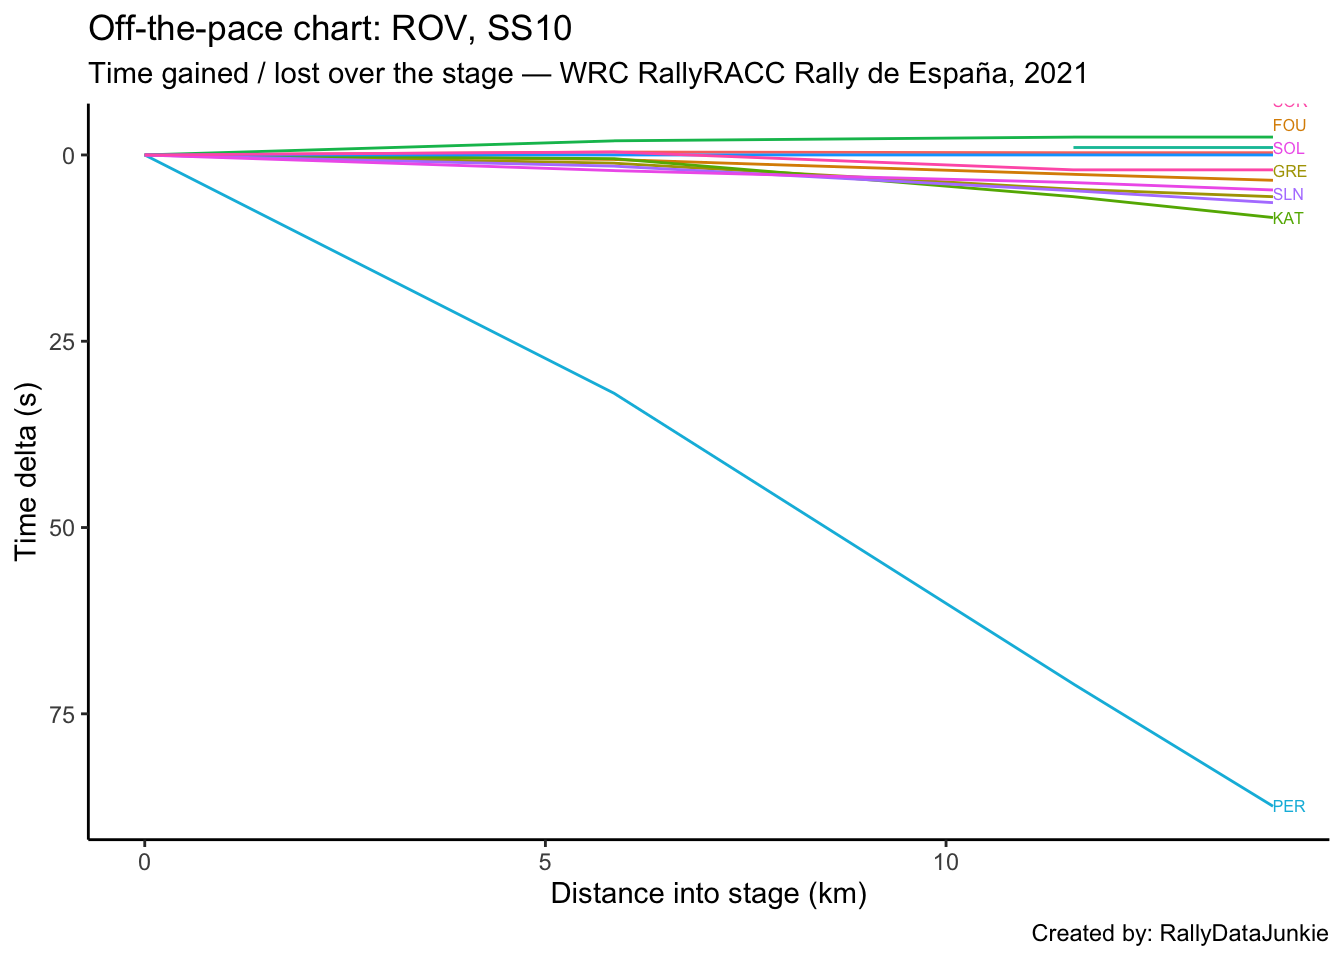 Off-the-pace chart: ROV, SS10
Time gained / lost over the stage — WRC RallyRACC Rally de España, 2021
FOU
SOL
GRE
SLN
KAT
PER
0
25
50
75
Time delta (s)
0 5 10
Distance into stage (km)
Created by: RallyDataJunkie